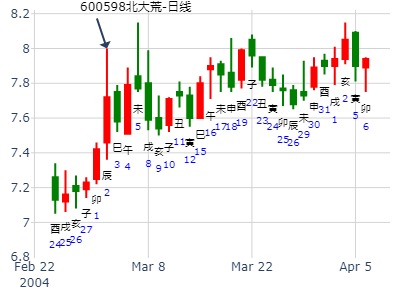 600598北大荒-日线
8.2
8
7.8
7.6
7.4
7.2
6.8
酉 戌 亥 子 卯 辰 巳 午 未 戌 亥 子 丑 寅 巳 午 未 申 酉 子 丑 寅 卯 辰 未 申 酉 戌 亥 寅 卯
24 25 26 27 1 2 3 4 5 8 9 10 11 12 15 16 17 18 19 22 23 24 25 26 29 30 31 1 2 5 6
Feb 22 Mar 8 Mar 22 Apr 5
2004